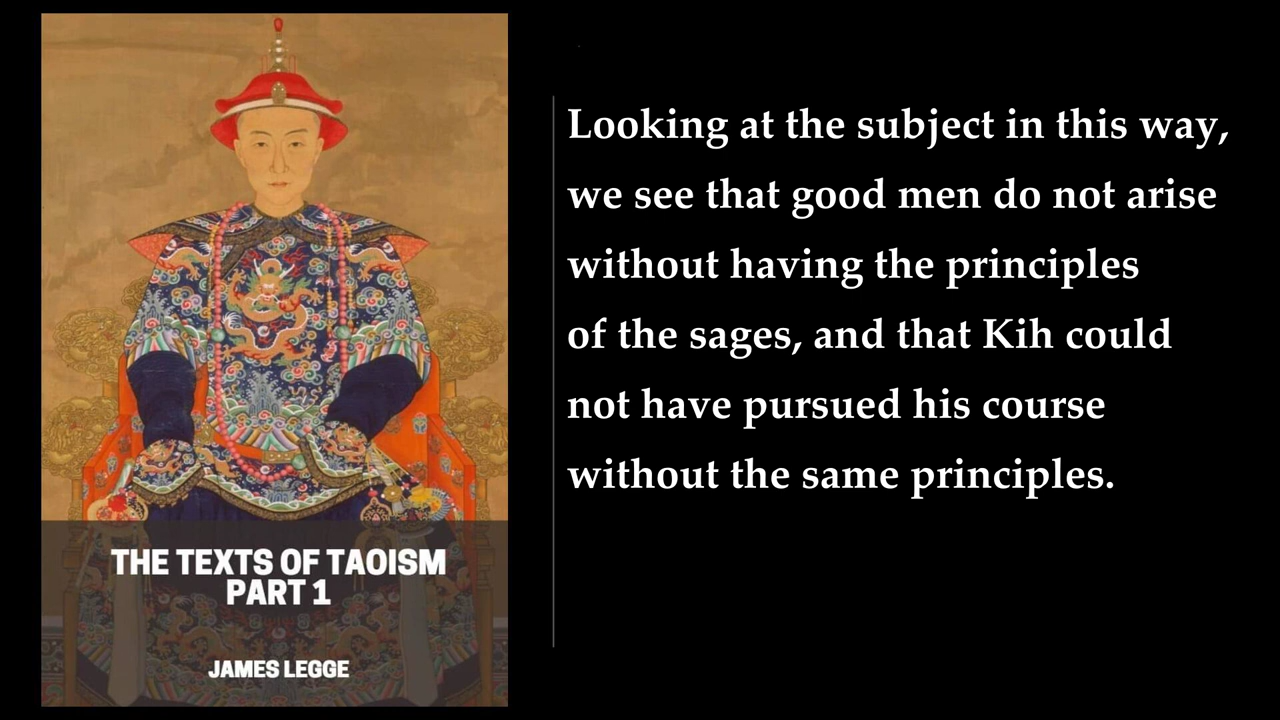 THE TEXTS OF TAOISM
PART 1
JAMES LEGGE
Looking at the subject in this way,
we see that good men do not arise
without having the principles
of the sages, and that Kih could
not have pursued his course
without the same principles.